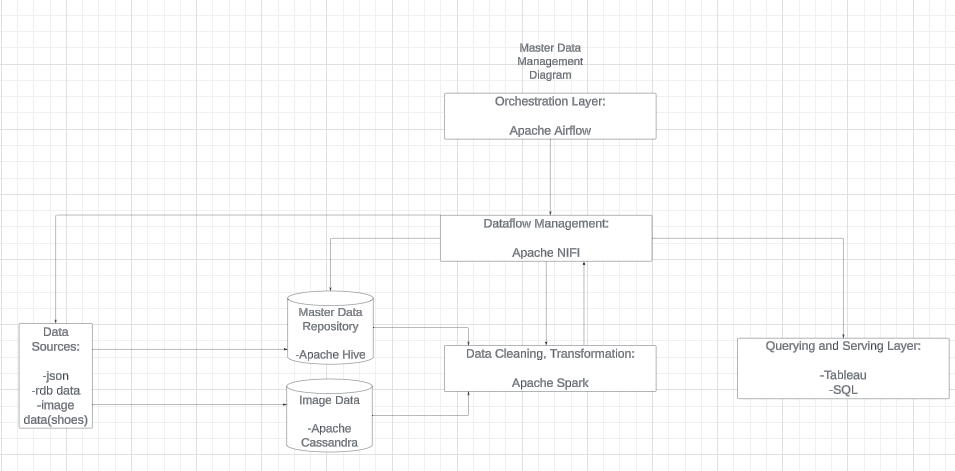 Master Data
Management
Diagram
Orchestration Layer:
Apache Airflow
Dataflow Management:
Apache NIFI
Master Data
Repository
-Apache Hive
Data
Sources:
-json
-rdb data
-image
data(shoes)
Data Cleaning, Transformation:
Apache Spark
Querying and Serving Layer:
-Tableau
-SQL
Image Data
-Apache
Cassandra